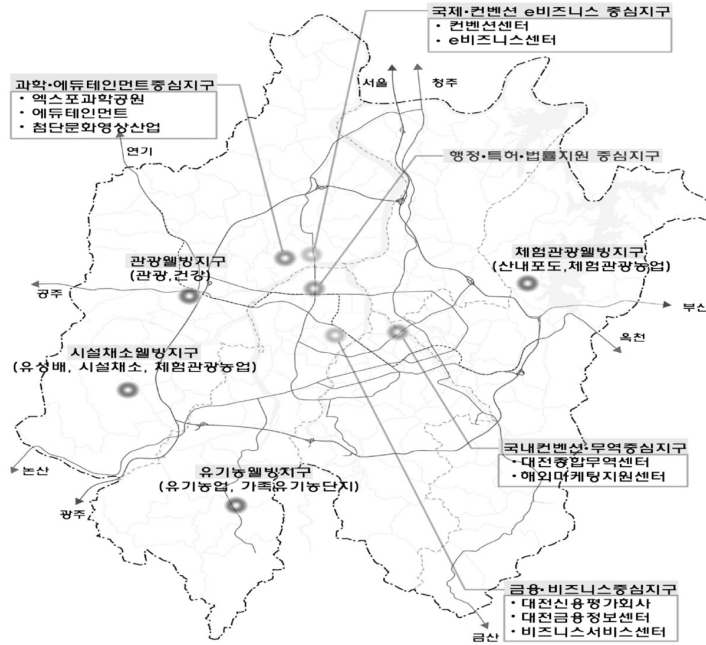 국제·컨벤션 e비즈니스 중심지구
• 컨벤션센터
• e비즈니스센터
과학·에듀테인먼트중심지구
• 엑스포과학공원
• 에듀테인먼트
• 첨단문화영상산업
서울
청주
연기
행정·특허·법률지원 중심지구
관광웰빙지구
(관광,건강)
체험관광웰빙지구
(산내포도,체험관광농업)
공주
부산
옥천
시설채소웰빙지구
(유성배, 시설채소, 체험관광농업)
국내컨벤션·무역중심지구
• 대전종합무역센터
• 해외마케팅지원센터
논산
유기농웰빙지구
(유기농업, 가족유기농단지)
광주
금융·비즈니스중심지구
• 대전신용평가회사
• 대전금융정보센터
• 비즈니스서비스센터
금산